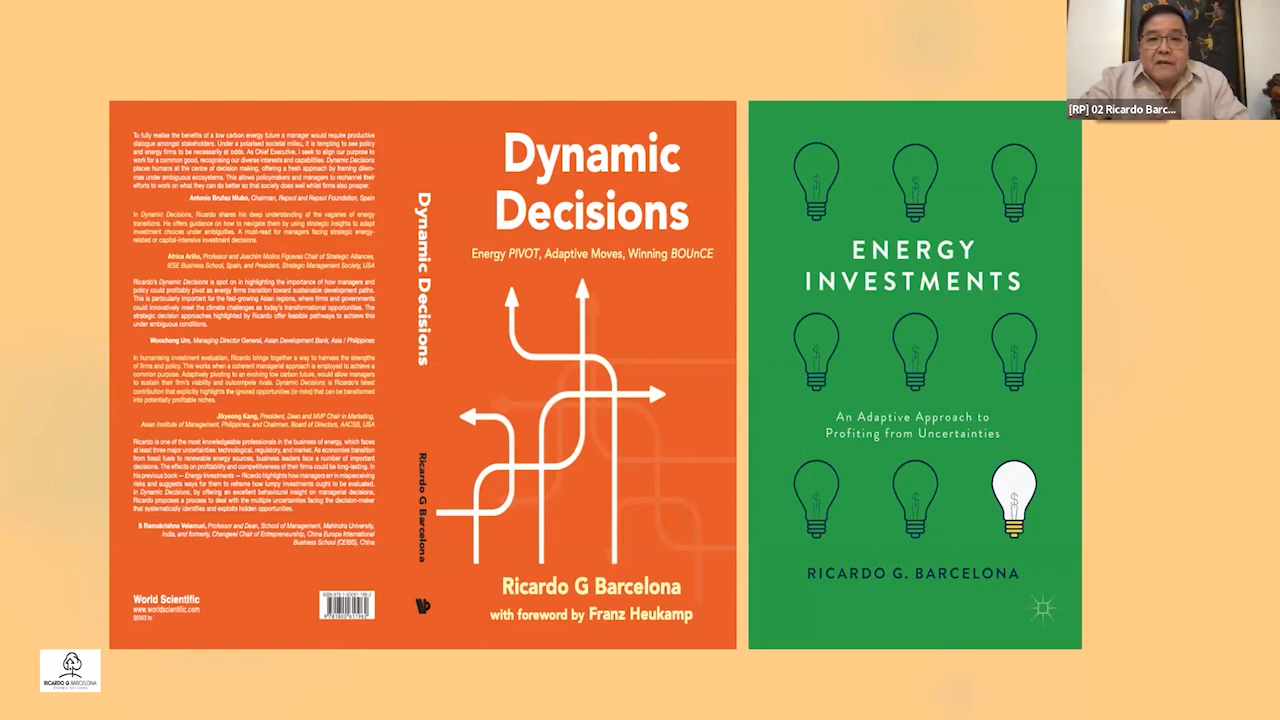 [RP] 02 Ricardo Barc...
To fully realise the benefits of a low carbon energy future a manager would require productive
dialogue amongst stakeholders. Under a polarised societal milieu, it is tempting to see policy
and energy firms to be necessarily at odds. As Chief Executive, I seek to align our purpose to
work for a common good, recognising our diverse interests and capabilities. Dynamic Decisions
places humans at the centre of decision making, offering a fresh approach by framing dilem-
mas under ambiguous ecosystems. This allows policymakers and managers to rechannel their
efforts to work on what they can do better so that society does well whilst firms also prosper.
Antonio Brufau Niubo, Chairman, Repsol and Repsol Foundation, Spain
In Dynamic Decisions, Ricardo shares his deep understanding of the vagaries of energy
transitions. He offers guidance on how to navigate them by using strategic insights to adapt
investment choices under ambiguities. A must-read for managers facing strategic energy-
related or capital-intensive investment decisions.
Africa Ariño, Professor and Joachim Molins Figueras Chair of Strategic Alliances,
IESE Business School, Spain, and President, Strategic Management Society, USA
Ricardo's Dynamic Decisions is spot on in highlighting the importance of how managers and
policy could profitably pivot as energy firms transition toward sustainable development paths.
This is particularly important for the fast-growing Asian regions, where firms and governments
could innovatively meet the climate challenges as today's transformational opportunities. The
strategic decision approaches highlighted by Ricardo offer feasible pathways to achieve this
under ambiguous conditions.
Woochong Um, Managing Director General, Asian Development Bank, Asia / Philippines
In humanising investment evaluation, Ricardo brings together a way to harness the strengths
of firms and policy. This works when a coherent managerial approach is employed to achieve a
common purpose. Adaptively pivoting to an evolving low carbon future, would allow managers
to sustain their firm's viability and outcompete rivals. Dynamic Decisions is Ricardo's latest
contribution that explicitly highlights the ignored opportunities (or risks) that can be transformed
into potentially profitable niches.
Jikyeong Kang, President, Dean and MVP Chair in Marketing,
Asian Institute of Management, Philippines, and Chairman, Board of Directors, AACSB, USA
Ricardo is one of the most knowledgeable professionals in the business of energy, which faces
at least three major uncertainties: technological, regulatory, and market. As economies transition
from fossil fuels to renewable energy sources, business leaders face a number of important
decisions. The effects on profitability and competitiveness of their firms could be long-lasting. In
his previous book — Energy Investments — Ricardo highlights how managers err in misperceiving
risks and suggests ways for them to reframe how lumpy investments ought to be evaluated.
In Dynamic Decisions, by offering an excellent behavioural insight on managerial decisions,
Ricardo proposes a process to deal with the multiple uncertainties facing the decision-maker
that systematically identifies and exploits hidden opportunities.
S Ramakrishna Velamuri, Professor and Dean, School of Management, Mahindra University,
India, and formerly, Chengwei Chair of Entrepreneurship, China Europe International
Business School (CEIBS), China
World Scientific
www.worldscientific.com
Dynamic Decisions
Ricardo G Barcelona
Dynamic
Decisions
Energy PIVOT, Adaptive Moves, Winning BOUnCE
Ricardo G Barcelona
with foreword by Franz Heukamp
ENERGY
INVESTMENTS
An Adaptive Approach to
Profiting from Uncertainties
RICARDO G. BARCELONA
RICARDO G BARCELONA
DYNAMIC DECISIONS